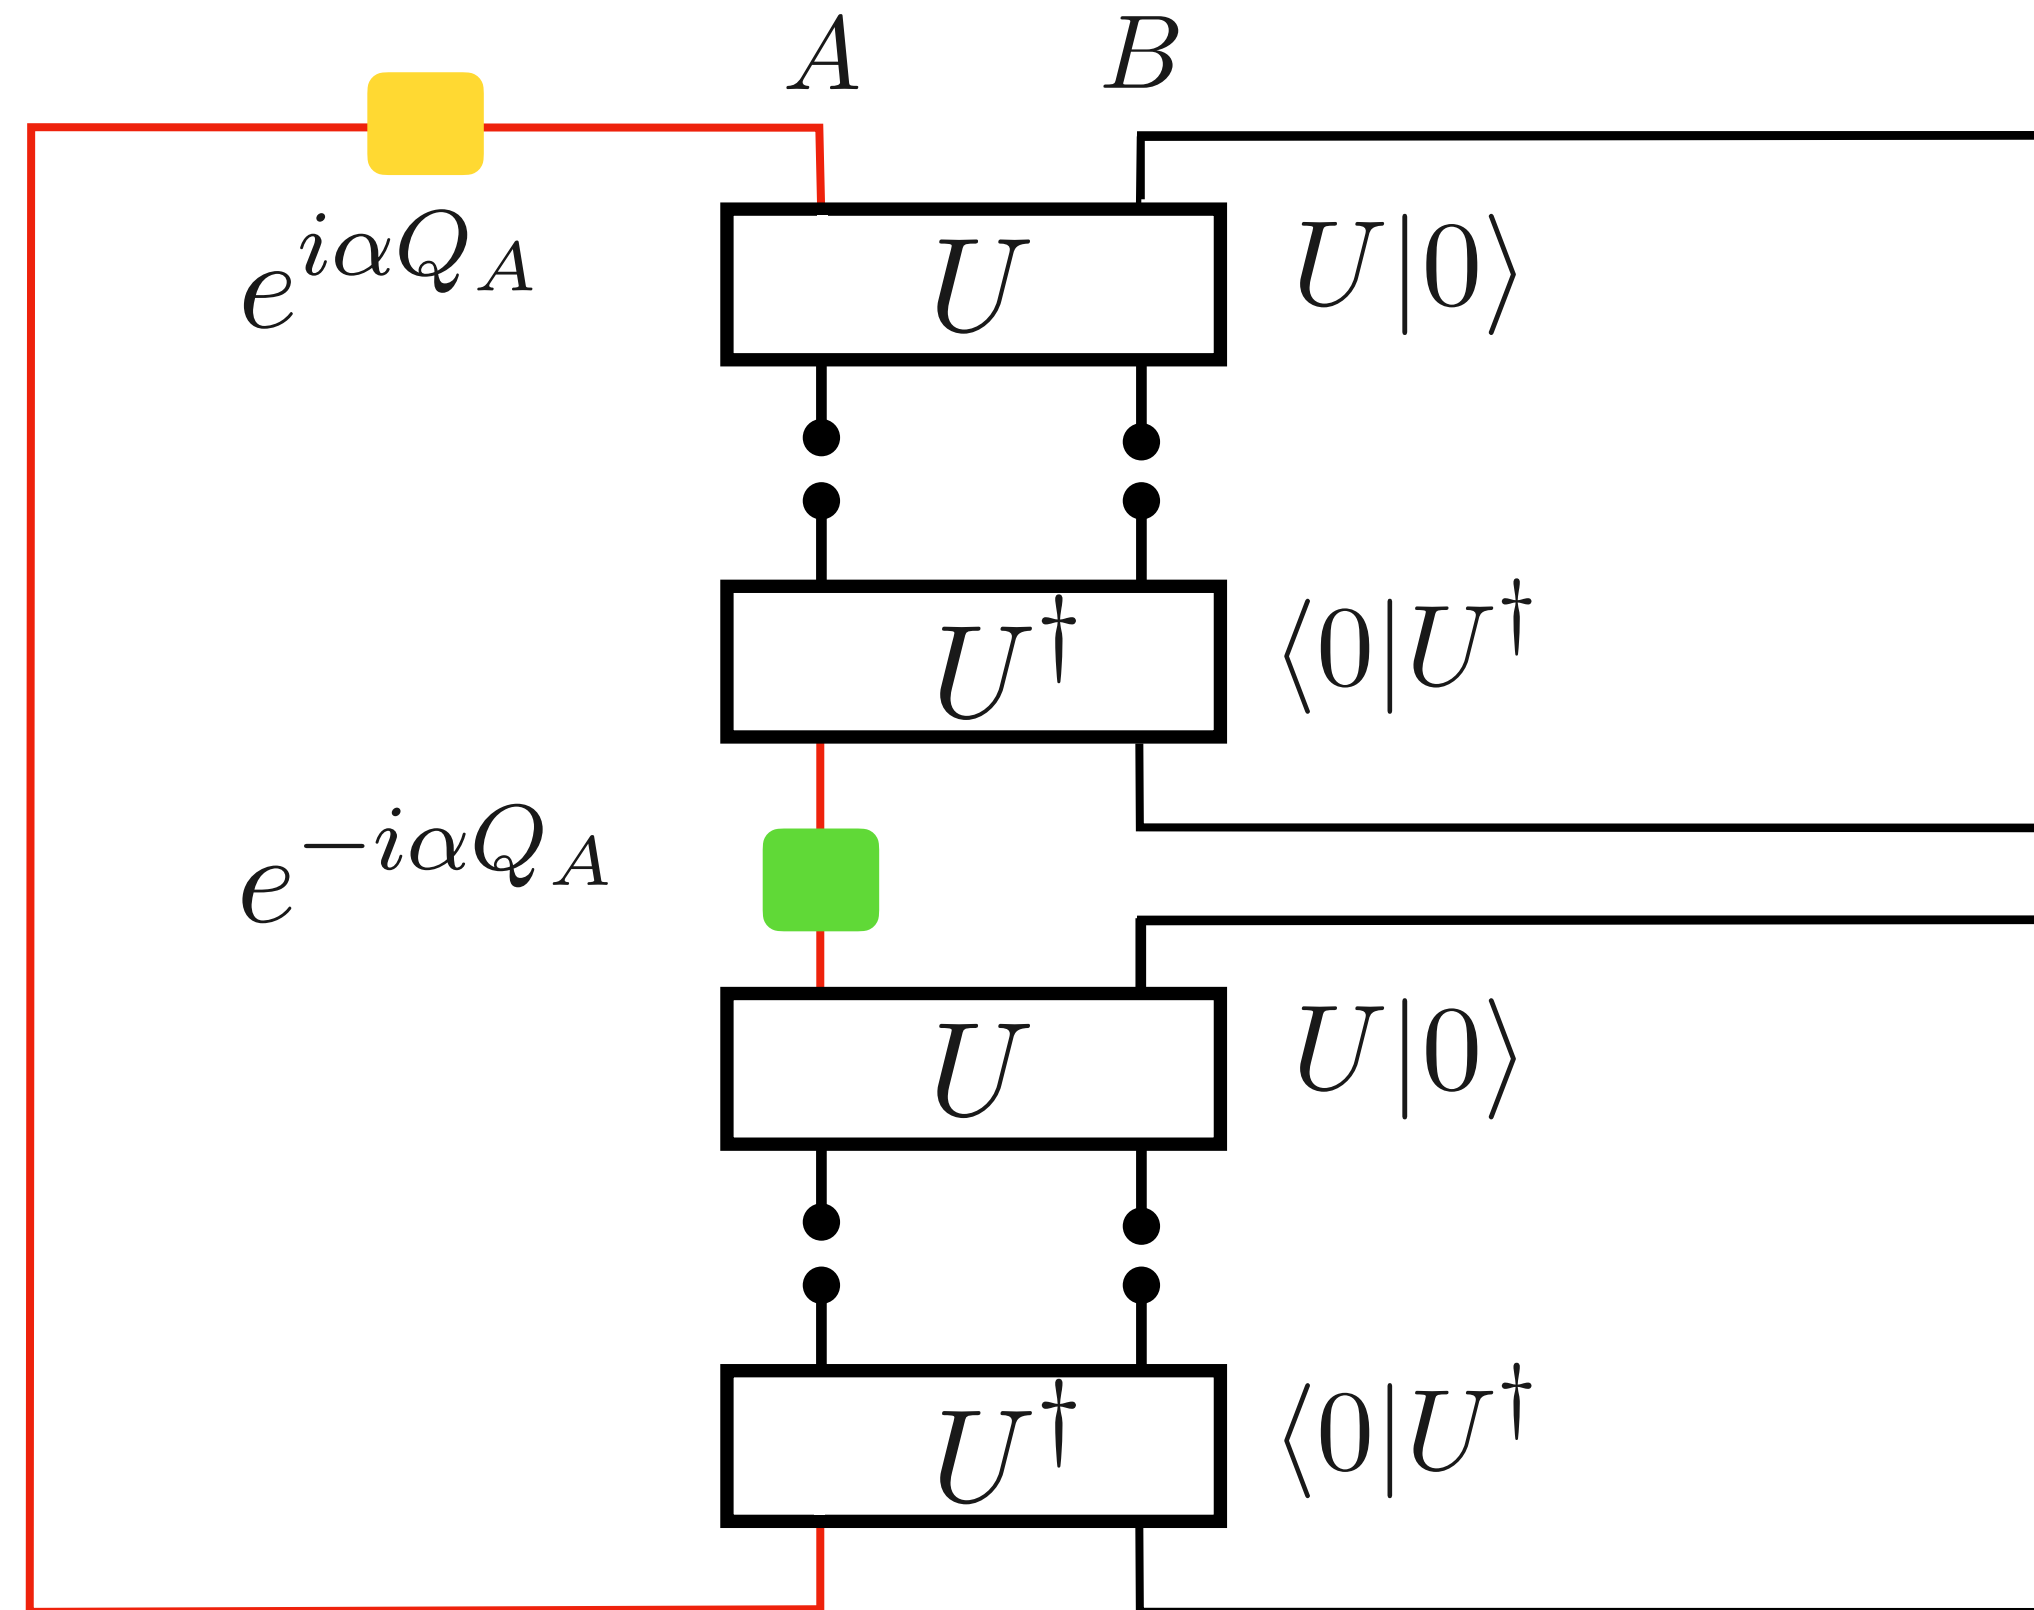 A B
e^{iαQ_A}
U U|0⟩
U^† ⟨0|U^†
e^{-iαQ_A}
U U|0⟩
U^† ⟨0|U^†